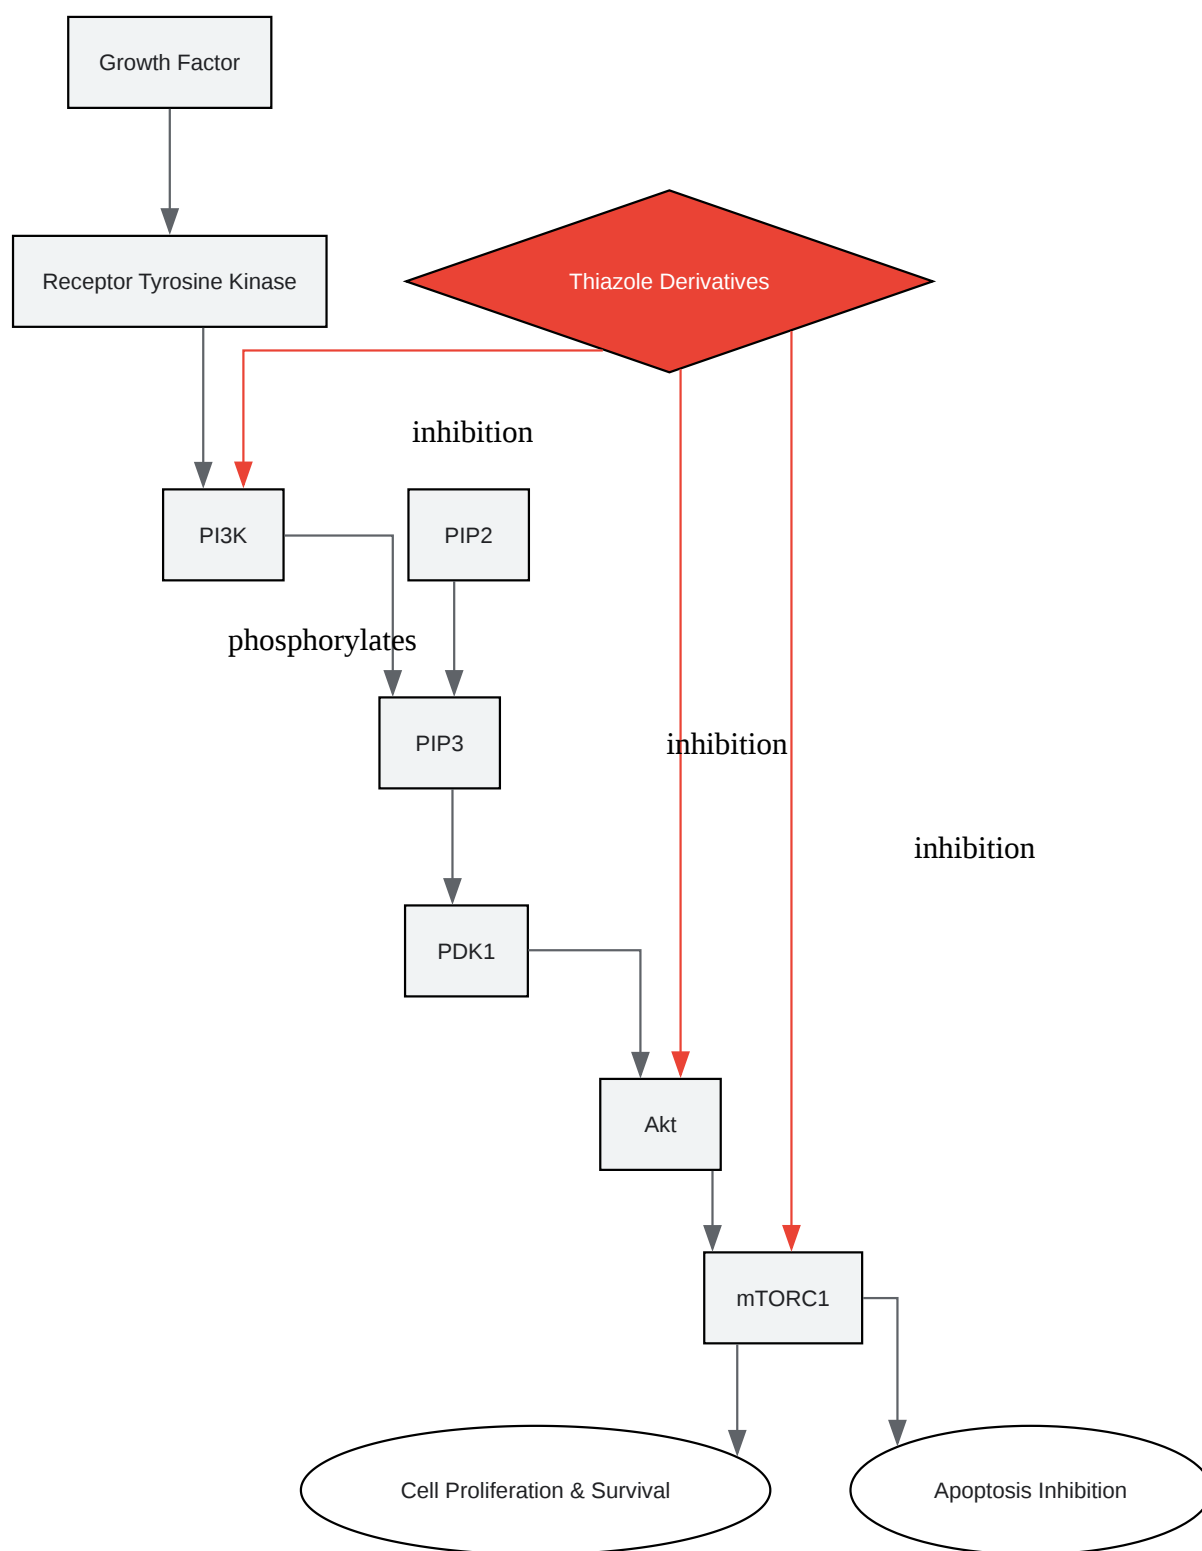 Growth Factor
Receptor Tyrosine Kinase
Thiazole Derivatives
inhibition
PI3K
PIP2
phosphorylates
PIP3
inhibition
inhibition
PDK1
Akt
mTORC1
Cell Proliferation & Survival
Apoptosis Inhibition